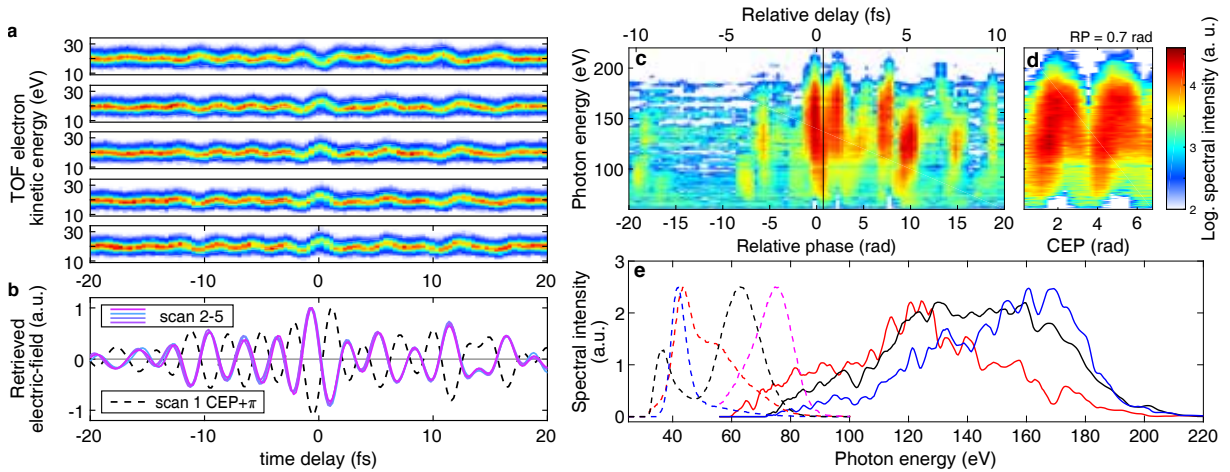 a
30
10
30
10
30
10
30
10
30
10
TOF electron
kinetic energy (eV)
-20
-10
0
10
20
b
scan 2-5
scan 1 CEP+π
1
0
-1
Retrieved
electric-field (a.u.)
-20
-10
0
10
20
time delay (fs)
Relative delay (fs)
-10
-5
0
5
10
c
200
150
100
Photon energy (eV)
-20
-15
-10
-5
0
5
10
15
20
Relative phase (rad)
RP = 0.7 rad
d
2
4
6
CEP (rad)
4
3
2
Log. spectral intensity (a. u.)
e
3
2
1
0
Spectral intensity
(a.u.)
40
60
80
100
120
140
160
180
200
220
Photon energy (eV)